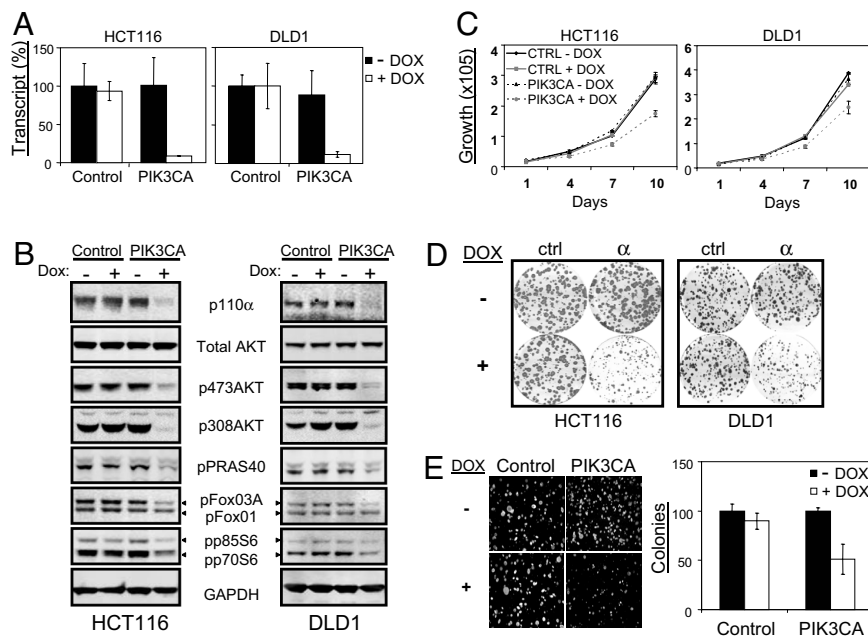 A
HCT116
DLD1
Transcript (%)
150
100
50
0
Control
PIK3CA
Control
PIK3CA
- DOX
+ DOX
B
Control PIK3CA
Dox: - + - +
Control PIK3CA
- + - +
p110α
Total AKT
p473AKT
p308AKT
pPRAS40
pFox03A
pFox01
pp85S6
pp70S6
GAPDH
HCT116
DLD1
C
HCT116
DLD1
Growth (x105)
4
3
2
1
0
CTRL - DOX
CTRL + DOX
PIK3CA - DOX
PIK3CA + DOX
1 4 7 10
Days
4
3
2
1
0
1 4 7 10
Days
D
DOX
ctrl α
ctrl α
-
+
HCT116
DLD1
E
DOX
Control PIK3CA
-
+
Colonies
150
100
50
0
- DOX
+ DOX
Control PIK3CA